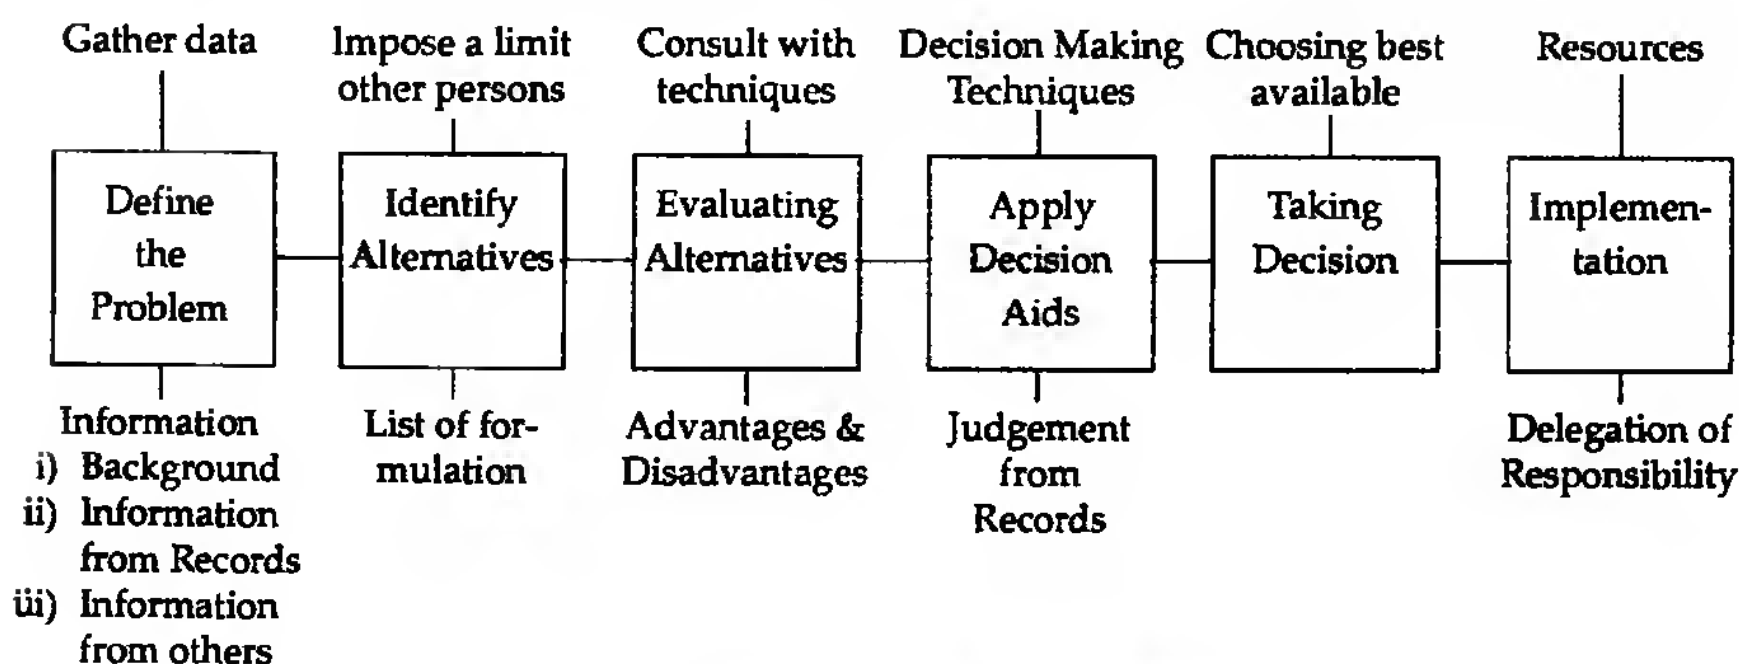 Gather data
Impose a limit
other persons
Consult with
techniques
Decision Making
Techniques
Choosing best
available
Resources
Define
the
Problem
Identify
Alternatives
Evaluating
Alternatives
Apply
Decision
Aids
Taking
Decision
Implemen-
tation
Information
i) Background
ii) Information
from Records
iii) Information
from others
List of for-
mulation
Advantages &
Disadvantages
Judgement
from
Records
Delegation of
Responsibility